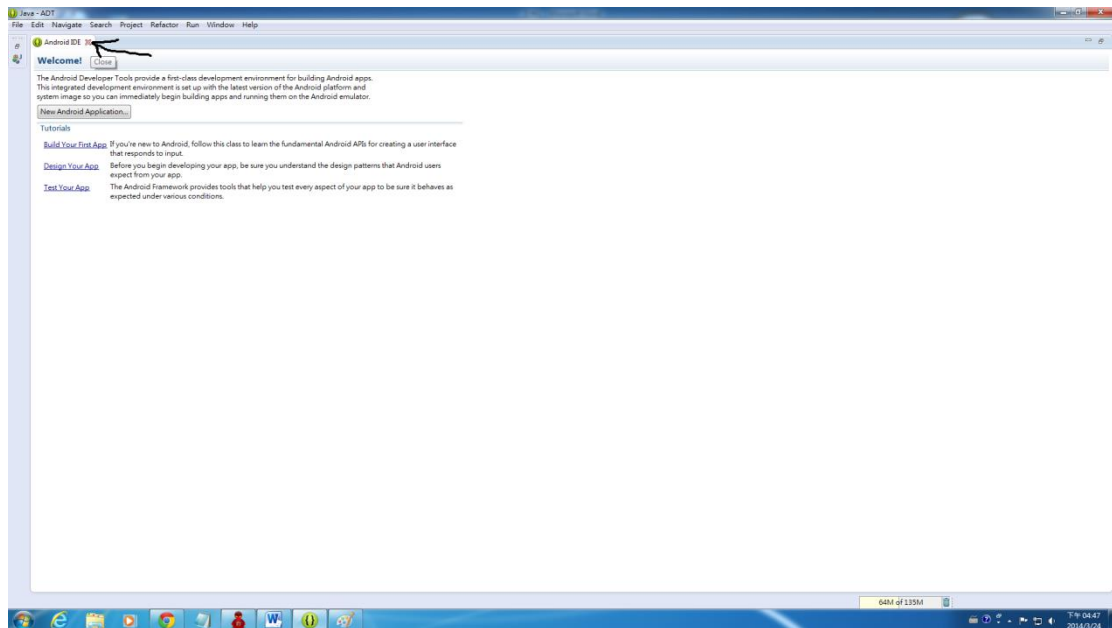 Java - ADT
File Edit Navigate Search Project Refactor Run Window Help
Android IDE
Welcome!
Close
The Android Developer Tools provide a first-class development environment for building Android apps.
This integrated development environment is set up with the latest version of the Android platform and
system image so you can immediately begin building apps and running them on the Android emulator.
New Android Application...
Tutorials
Build Your First App If you're new to Android, follow this class to learn the fundamental Android APIs for creating a user interface
that responds to input.
Design Your App Before you begin developing your app, be sure you understand the design patterns that Android users
expect from your app.
Test Your App The Android Framework provides tools that help you test every aspect of your app to be sure it behaves as
expected under various conditions.
64M of 135M
下午 04:47
2014/3/24